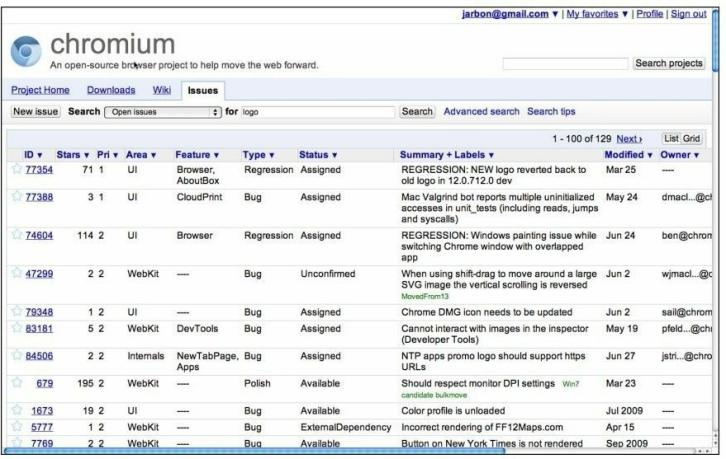 jarbon@gmail.com ▼ | My favorites ▼ | Profile | Sign out
chromium
An open-source browser project to help move the web forward.
Search projects
Project Home Downloads Wiki Issues
New issue Search Open issues for logo Search Advanced search Search tips
1 - 100 of 129 Next › List Grid
ID ▼ Stars ▼ Pri ▼ Area ▼ Feature ▼ Type ▼ Status ▼ Summary + Labels ▼ Modified ▼ Owner ▼
77354 71 1 UI Browser, Regression Assigned REGRESSION: NEW logo reverted back to Mar 25 ----
AboutBox old logo in 12.0.712.0 dev
77388 3 1 UI CloudPrint Bug Assigned Mac Valgrind bot reports multiple uninitialized May 24 dmacl...@ch
accesses in unit_tests (including reads, jumps
and syscalls)
74604 114 2 UI Browser Regression Assigned REGRESSION: Windows painting issue while Jun 24 ben@chrom
switching Chrome window with overlapped
app
47299 2 2 WebKit ---- Bug Unconfirmed When using shift-drag to move around a large Jun 2 wjmacl...@c
SVG image the vertical scrolling is reversed
MovedFrom13
79348 1 2 UI ---- Bug Assigned Chrome DMG icon needs to be updated Jun 2 sail@chrom
83181 5 2 WebKit DevTools Bug Assigned Cannot interact with images in the inspector May 19 pfeld...@chr
(Developer Tools)
84506 2 2 Internals NewTabPage, Bug Assigned NTP apps promo logo should support https Jun 27 jstri...@chro
Apps URLs
679 195 2 WebKit ---- Polish Available Should respect monitor DPI settings Win7 Mar 23 ----
candidate bulkmove
1673 19 2 UI ---- Bug Available Color profile is unloaded Jul 2009 ----
5777 1 2 WebKit ---- Bug ExternalDependency Incorrect rendering of FF12Maps.com Apr 15 ----
7769 2 2 WebKit ---- Bug Available Button on New York Times is not rendered Sep 2009 ----